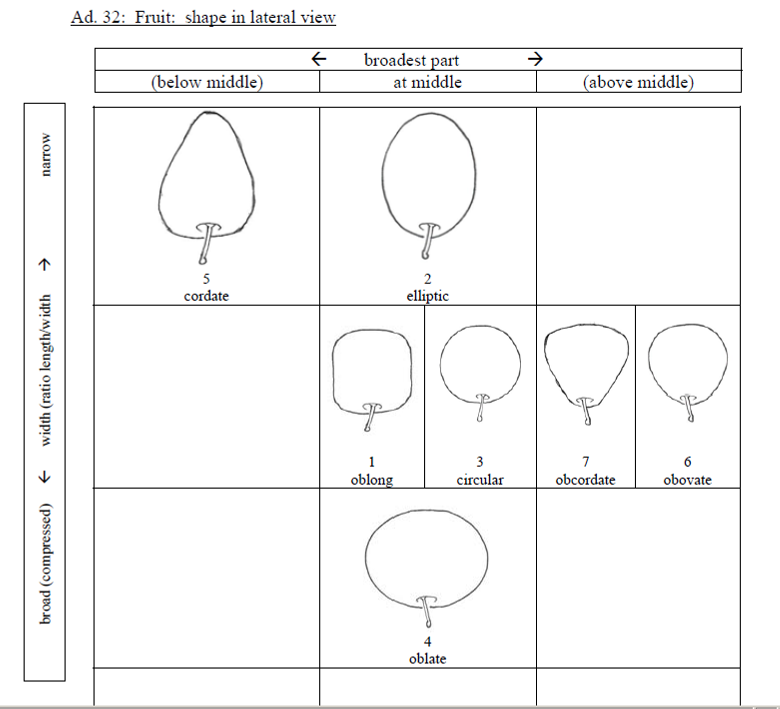 Ad. 32: Fruit: shape in lateral view
← broadest part →
(below middle) at middle (above middle)
narrow
broad (compressed) ← width (ratio length/width →
5 2
cordate elliptic
1 3 7 6
oblong circular obcordate obovate
4
oblate